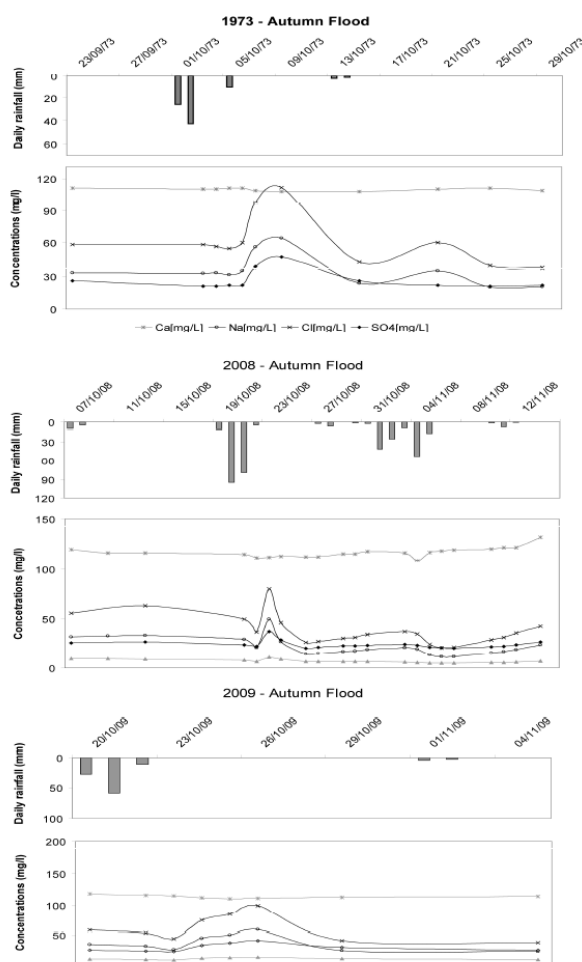 1973 - Autumn Flood
23/09/73 27/09/73 01/10/73 05/10/73 09/10/73 13/10/73 17/10/73 21/10/73 25/10/73 29/10/73
Daily rainfall (mm)
0
20
40
60
Concentrations (mg/l)
120
90
60
30
0
Ca[mg/L] Na[mg/L] Cl[mg/L] SO4[mg/L]
2008 - Autumn Flood
07/10/08 11/10/08 15/10/08 19/10/08 23/10/08 27/10/08 31/10/08 04/11/08 08/11/08 12/11/08
Daily rainfall (mm)
0
30
60
90
120
Concetrations (mg/l)
150
100
50
0
2009 - Autumn Flood
20/10/09 23/10/09 26/10/09 29/10/09 01/11/09 04/11/09
Daily rainfall (mm)
0
50
100
Concentrations (mg/l)
200
150
100
50